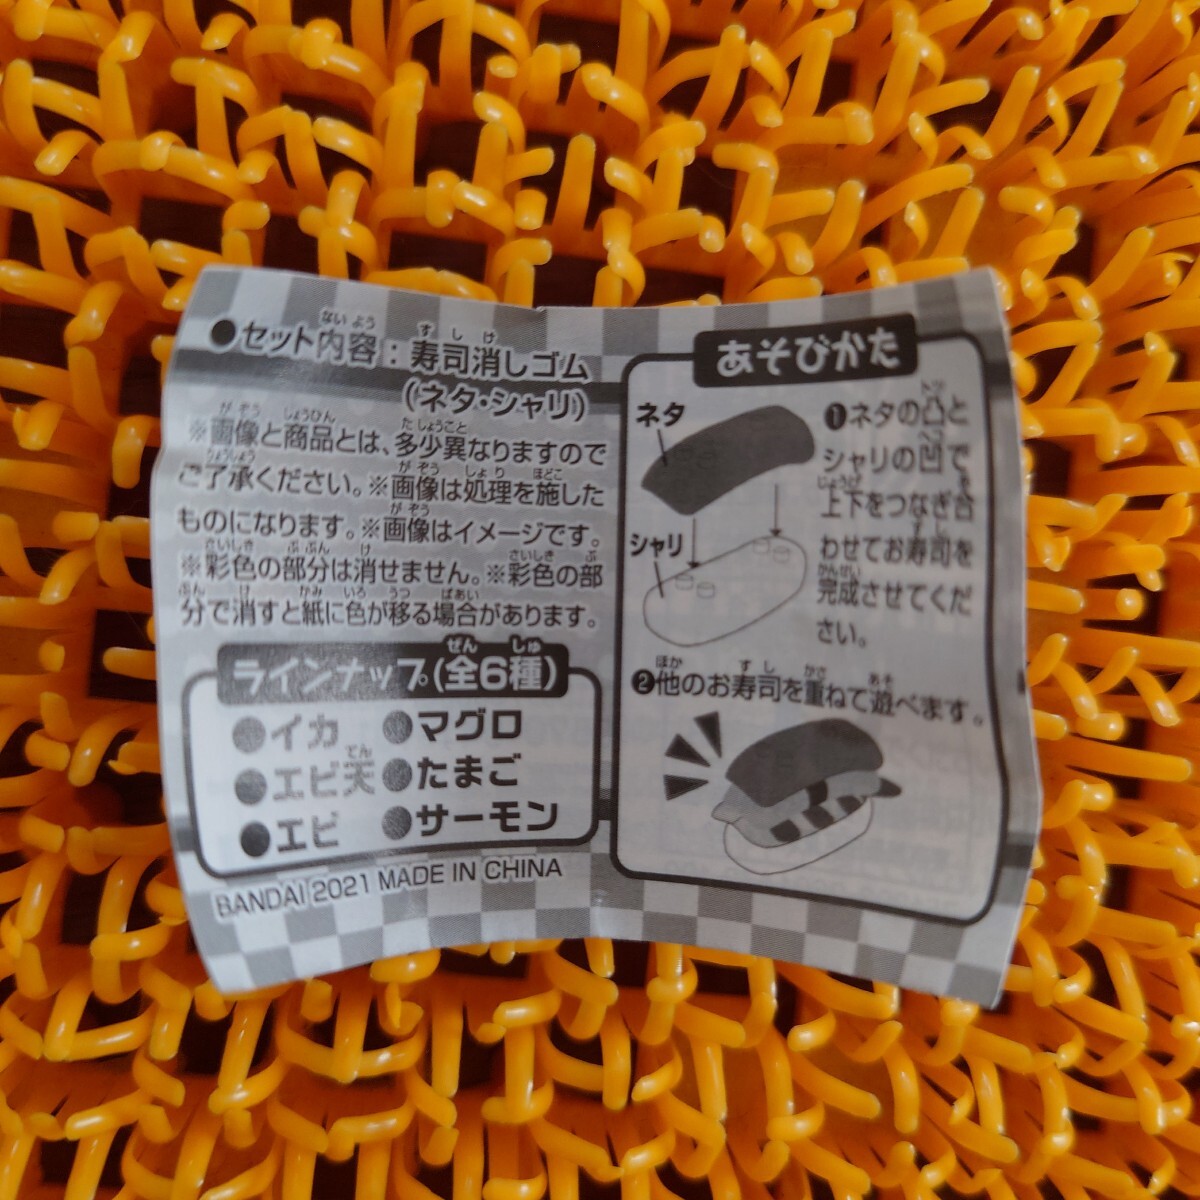 ●セット内容：寿司消しゴム
(ネタ・シャリ)
※画像と商品とは、多少異なりますので
ご了承ください。※画像は処理を施した
ものになります。※画像はイメージです。
※彩色の部分は消せません。※彩色の部
分で消すと紙に色が移る場合があります。
ラインナップ(全6種)
●イカ ●マグロ
●エビ天 ●たまご
●エビ ●サーモン
BANDAI 2021 MADE IN CHINA
あそびかた
ネタ
シャリ
❶ネタの凸と
シャリの凹で
上下をつなぎ合
わせてお寿司を
完成させてくだ
さい。
❷他のお寿司を重ねて遊べます。